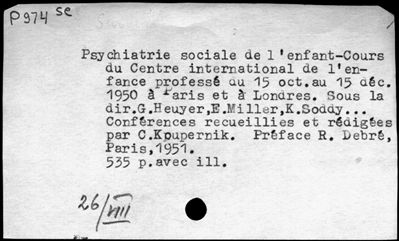 P974 se
Psychiatrie sociale de l'enfant-Cours
du Centre international de l'en-
fance professé du 15 oct.au 15 déc.
1950 à Paris et à Londres. Sous la
dir.G.Heuyer,E.Miller,K.Soddy...
Conférences recueillies et rédigées
par C.Koupernik. Préface R. Debré,
Paris,1951.
535 p.avec ill.
26/VIII